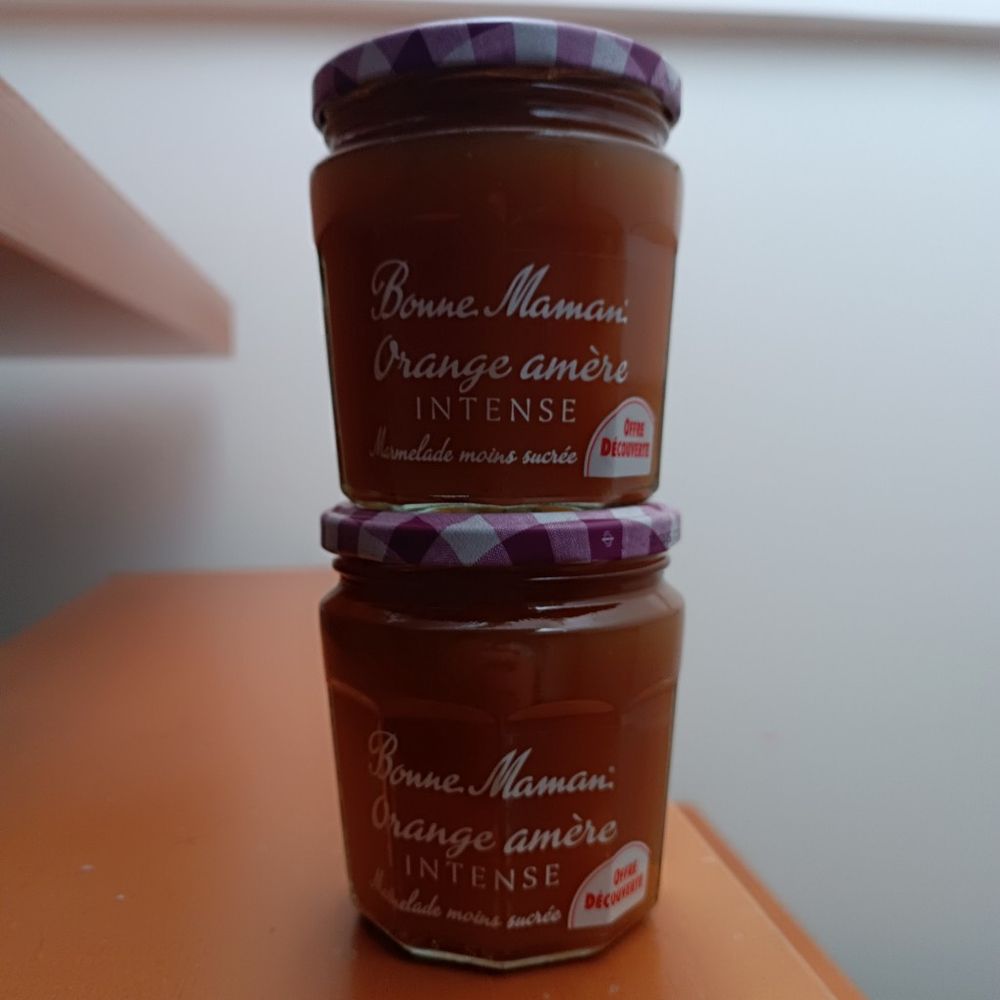 Bonne Maman
Orange amère
INTENSE
Marmelade moins sucrée
OFFRE
DÉCOUVERTE
Bonne Maman
Orange amère
INTENSE
Marmelade moins sucrée
OFFRE
DÉCOUVERTE